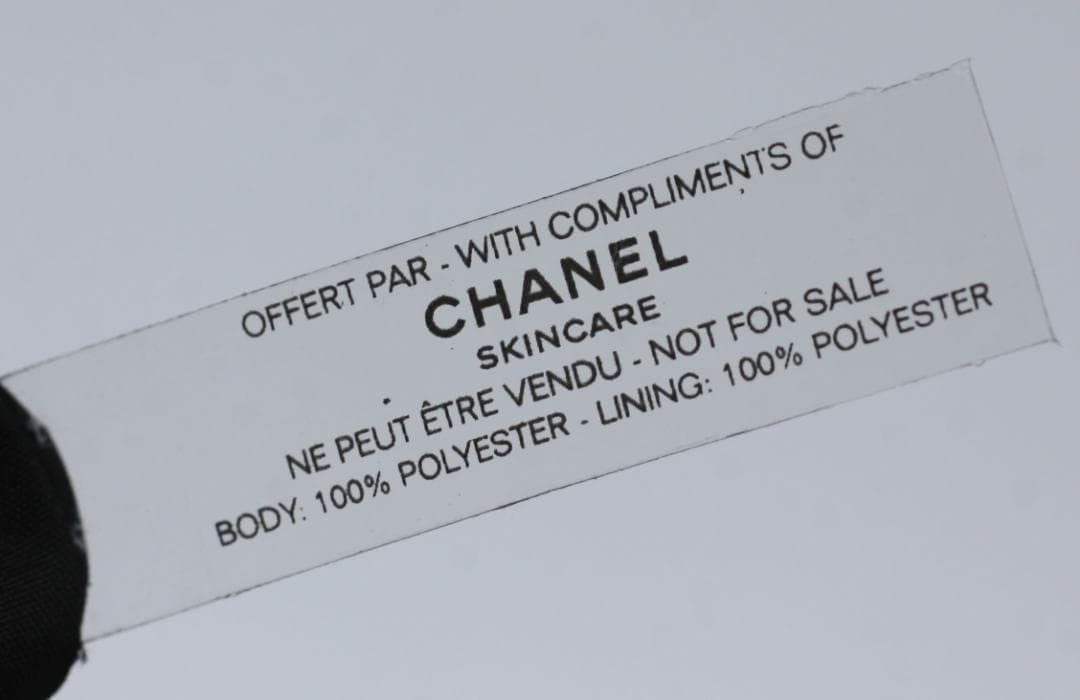 OFFERT PAR - WITH COMPLIMENTS OF
CHANEL
SKINCARE
NE PEUT ÊTRE VENDU - NOT FOR SALE
BODY: 100% POLYESTER - LINING: 100% POLYESTER